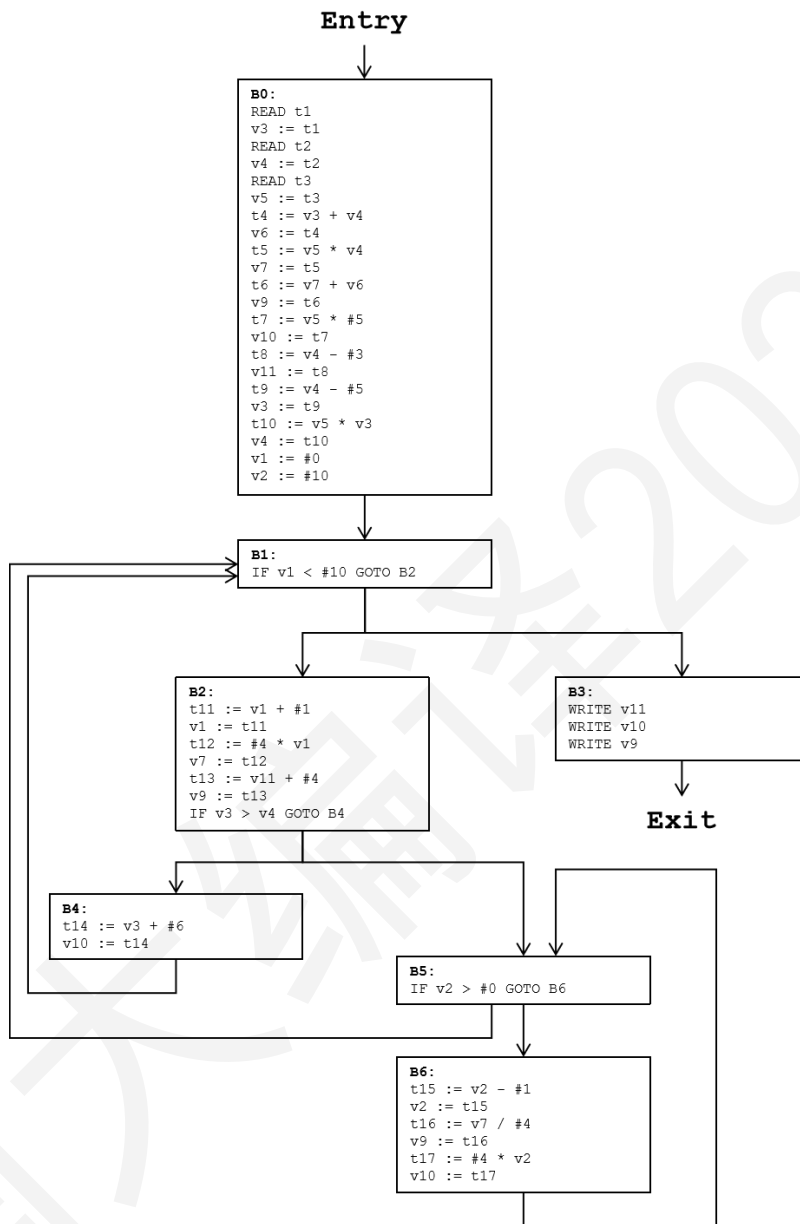 Entry
B0:
READ t1
v3 := t1
READ t2
v4 := t2
READ t3
v5 := t3
t4 := v3 + v4
v6 := t4
t5 := v5 * v4
v7 := t5
t6 := v7 + v6
v9 := t6
t7 := v5 * #5
v10 := t7
t8 := v4 - #3
v11 := t8
t9 := v4 - #5
v3 := t9
t10 := v5 * v3
v4 := t10
v1 := #0
v2 := #10
B1:
IF v1 < #10 GOTO B2
B2:
t11 := v1 + #1
v1 := t11
t12 := #4 * v1
v7 := t12
t13 := v11 + #4
v9 := t13
IF v3 > v4 GOTO B4
B3:
WRITE v11
WRITE v10
WRITE v9
Exit
B4:
t14 := v3 + #6
v10 := t14
B5:
IF v2 > #0 GOTO B6
B6:
t15 := v2 - #1
v2 := t15
t16 := v7 / #4
v9 := t16
t17 := #4 * v2
v10 := t17
大编译20